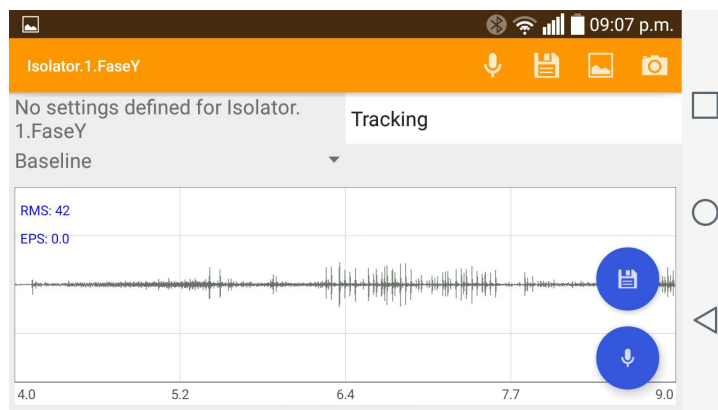 09:07 p.m.
Isolator.1.FaseY
No settings defined for Isolator.
1.FaseY
Tracking
Baseline
RMS: 42
EPS: 0.0
4.0 5.2 6.4 7.7 9.0